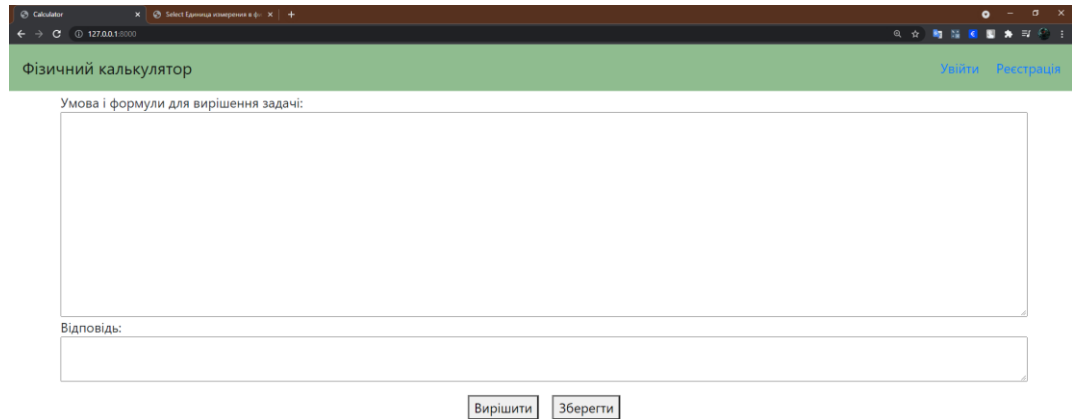 Calculator
Select Единица измерения в фи
127.0.0.1:8000
Фізичний калькулятор
Увійти Реєстрація
Умова і формули для вирішення задачі:
Відповідь:
Вирішити Зберегти